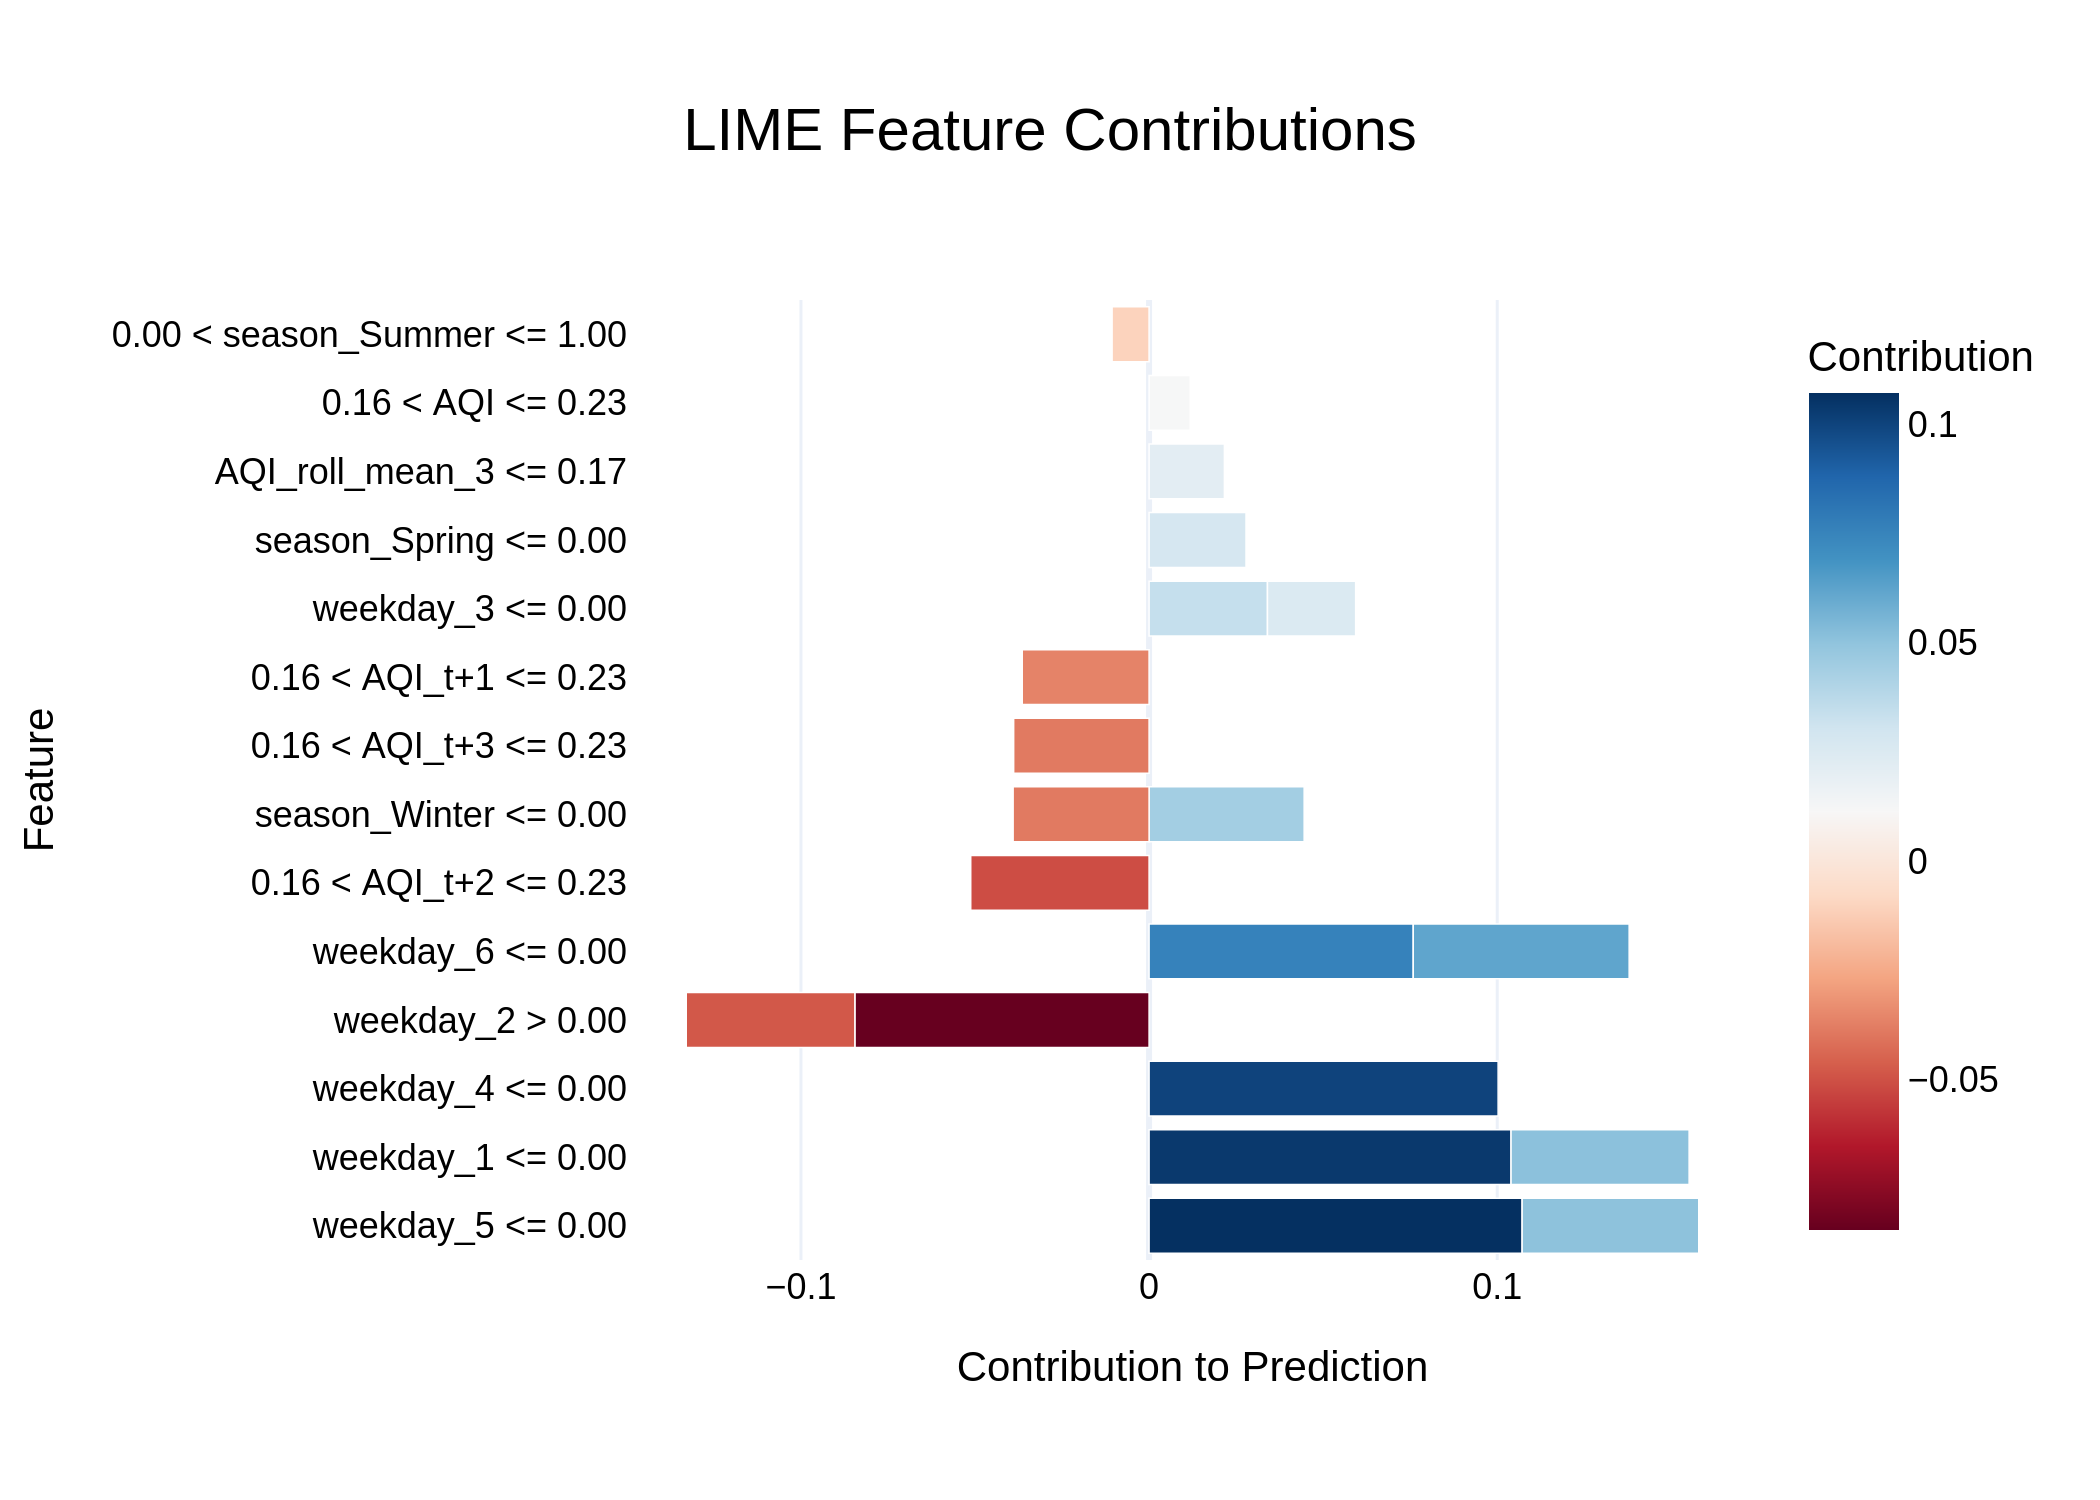 LIME Feature Contributions
Feature
0.00 < season_Summer <= 1.00
0.16 < AQI <= 0.23
AQI_roll_mean_3 <= 0.17
season_Spring <= 0.00
weekday_3 <= 0.00
0.16 < AQI_t+1 <= 0.23
0.16 < AQI_t+3 <= 0.23
season_Winter <= 0.00
0.16 < AQI_t+2 <= 0.23
weekday_6 <= 0.00
weekday_2 > 0.00
weekday_4 <= 0.00
weekday_1 <= 0.00
weekday_5 <= 0.00
−0.1
0
0.1
Contribution to Prediction
Contribution
0.1
0.05
0
−0.05